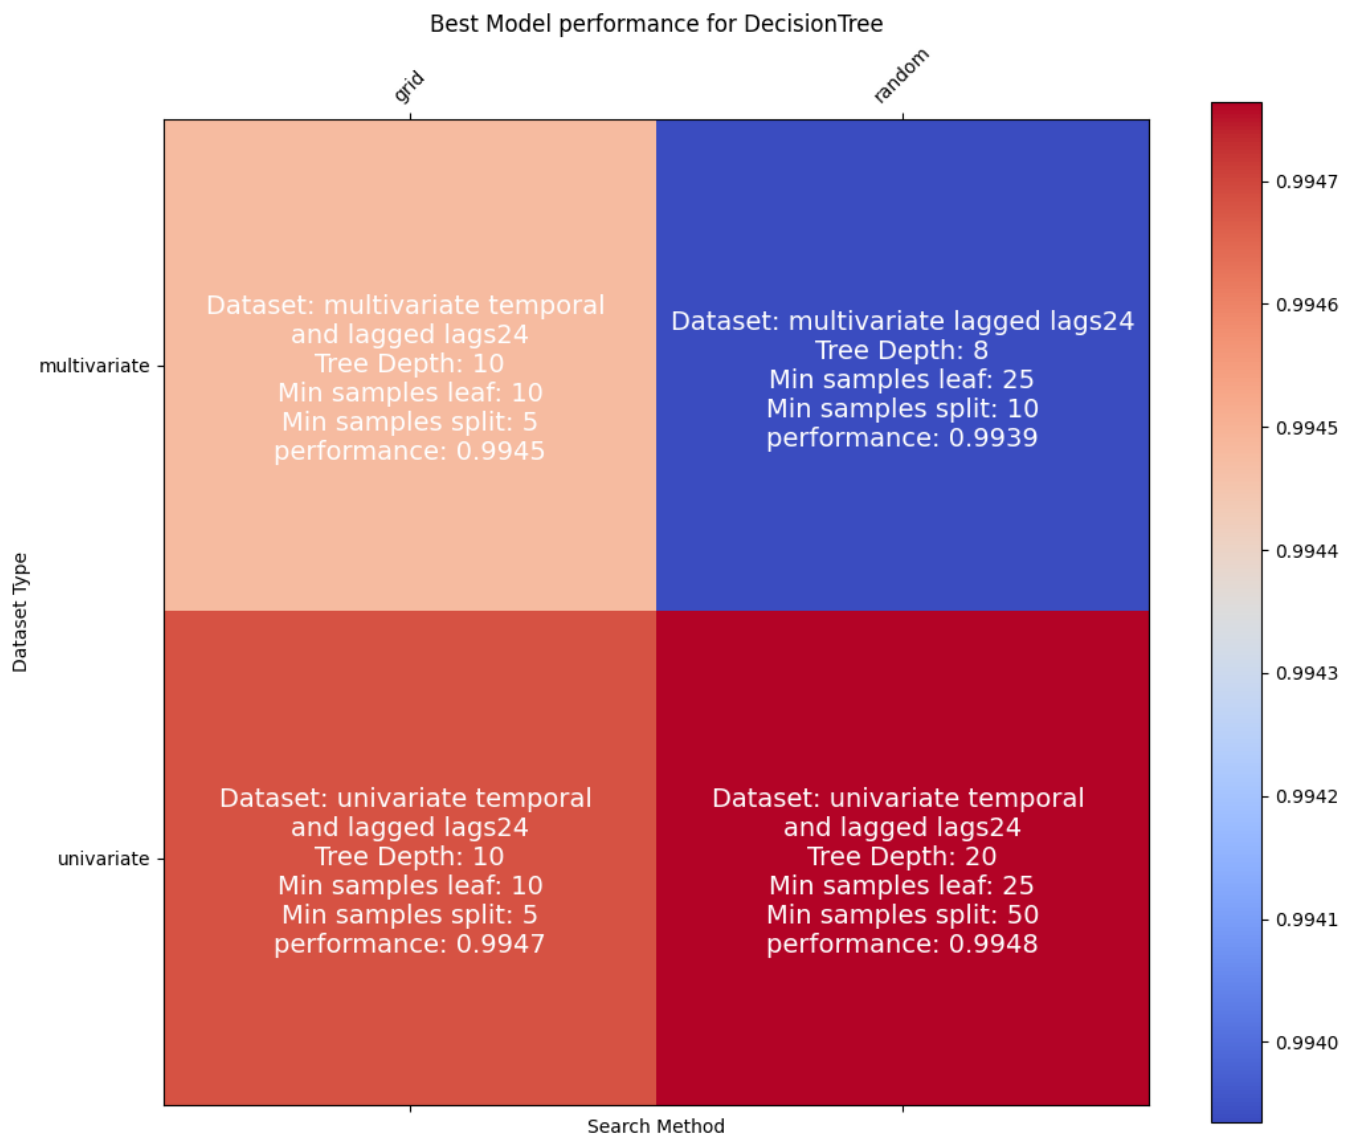 Best Model performance for DecisionTree
grid
random
Dataset Type
multivariate
univariate
Dataset: multivariate temporal
and lagged lags24
Tree Depth: 10
Min samples leaf: 10
Min samples split: 5
performance: 0.9945
Dataset: multivariate lagged lags24
Tree Depth: 8
Min samples leaf: 25
Min samples split: 10
performance: 0.9939
Dataset: univariate temporal
and lagged lags24
Tree Depth: 10
Min samples leaf: 10
Min samples split: 5
performance: 0.9947
Dataset: univariate temporal
and lagged lags24
Tree Depth: 20
Min samples leaf: 25
Min samples split: 50
performance: 0.9948
Search Method
0.9947
0.9946
0.9945
0.9944
0.9943
0.9942
0.9941
0.9940